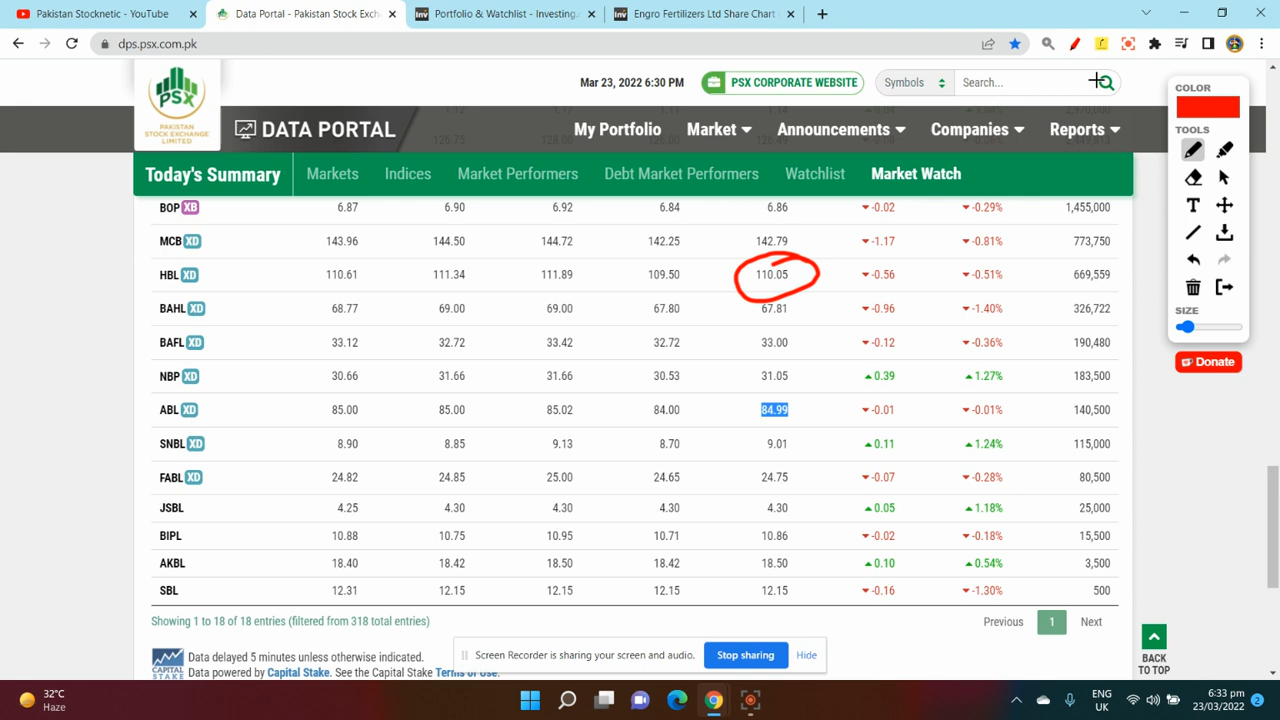 Pakistan Stocknetic - YouTube
Data Portal - Pakistan Stock Exch
Portfolio & Watchlist - Investing.
Engro Fertilizers Ltd Share Chart
dps.psx.com.pk
PSX
PAKISTAN
STOCK EXCHANGE
LIMITED
Mar 23, 2022 6:30 PM
PSX CORPORATE WEBSITE
Symbols
Search...
DATA PORTAL
My Portfolio Market Announcements Companies Reports
Today's Summary Markets Indices Market Performers Debt Market Performers Watchlist Market Watch
BOP XB 6.87 6.90 6.92 6.84 6.86 -0.02 -0.29% 1,455,000
MCB XD 143.96 144.50 144.72 142.25 142.79 -1.17 -0.81% 773,750
HBL XD 110.61 111.34 111.89 109.50 110.05 -0.56 -0.51% 669,559
BAHL XD 68.77 69.00 69.00 67.80 67.81 -0.96 -1.40% 326,722
BAFL XD 33.12 32.72 33.42 32.72 33.00 -0.12 -0.36% 190,480
NBP XD 30.66 31.66 31.66 30.53 31.05 0.39 1.27% 183,500
ABL XD 85.00 85.00 85.02 84.00 84.99 -0.01 -0.01% 140,500
SNBL XD 8.90 8.85 9.13 8.70 9.01 0.11 1.24% 115,000
FABL XD 24.82 24.85 25.00 24.65 24.75 -0.07 -0.28% 80,500
JSBL 4.25 4.30 4.30 4.30 4.30 0.05 1.18% 25,000
BIPL 10.88 10.75 10.95 10.71 10.86 -0.02 -0.18% 15,500
AKBL 18.40 18.42 18.50 18.42 18.50 0.10 0.54% 3,500
SBL 12.31 12.15 12.15 12.15 12.15 -0.16 -1.30% 500
Showing 1 to 18 of 18 entries (filtered from 318 total entries)
Previous 1 Next
CAPITAL
STAKE
Data delayed 5 minutes unless otherwise indicated.
Data powered by Capital Stake. See the Capital Stake Terms of Use.
Screen Recorder is sharing your screen and audio. Stop sharing Hide
BACK
TO TOP
COLOR
TOOLS
T
SIZE
Donate
32°C
Haze
ENG
UK
6:33 pm
23/03/2022
2